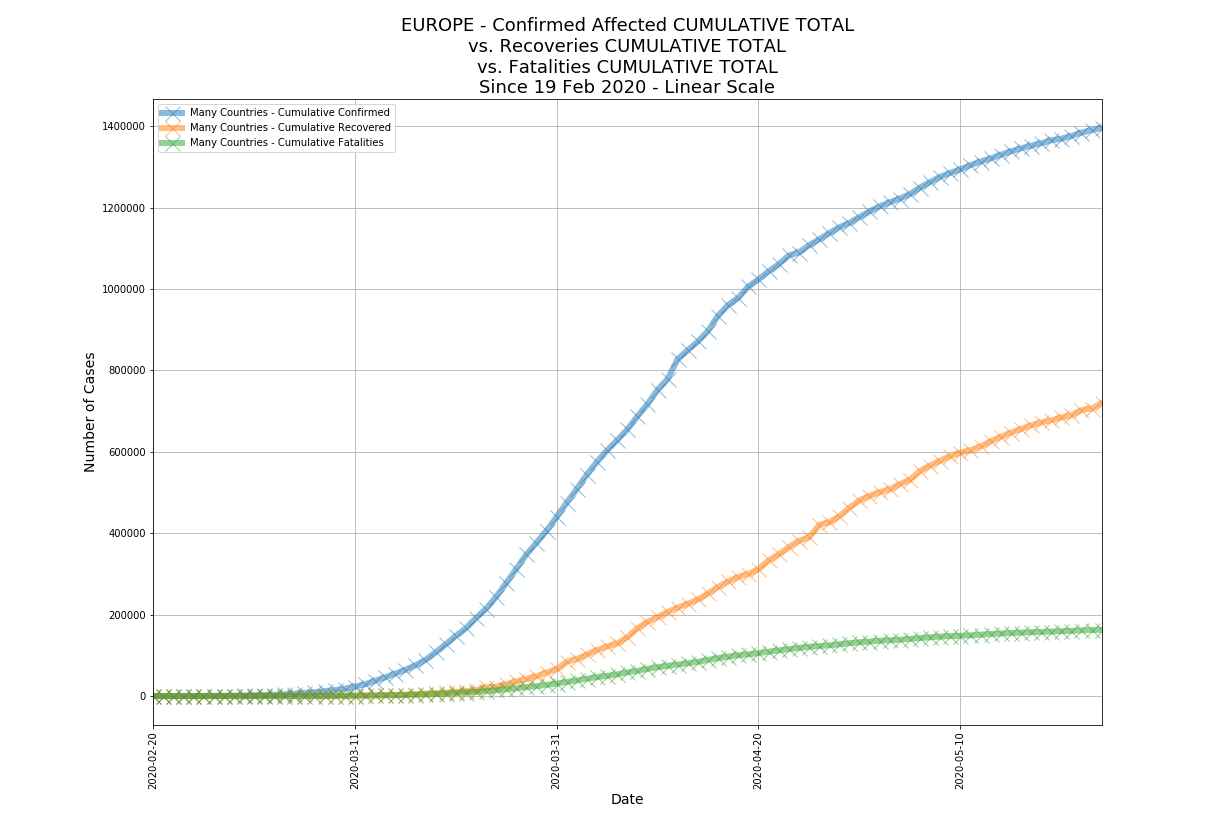 EUROPE - Confirmed Affected CUMULATIVE TOTAL
vs. Recoveries CUMULATIVE TOTAL
vs. Fatalities CUMULATIVE TOTAL
Since 19 Feb 2020 - Linear Scale
Many Countries - Cumulative Confirmed
Many Countries - Cumulative Recovered
Many Countries - Cumulative Fatalities
Number of Cases
1400000
1200000
1000000
800000
600000
400000
200000
0
2020-02-20
2020-03-11
2020-03-31
2020-04-20
2020-05-10
Date